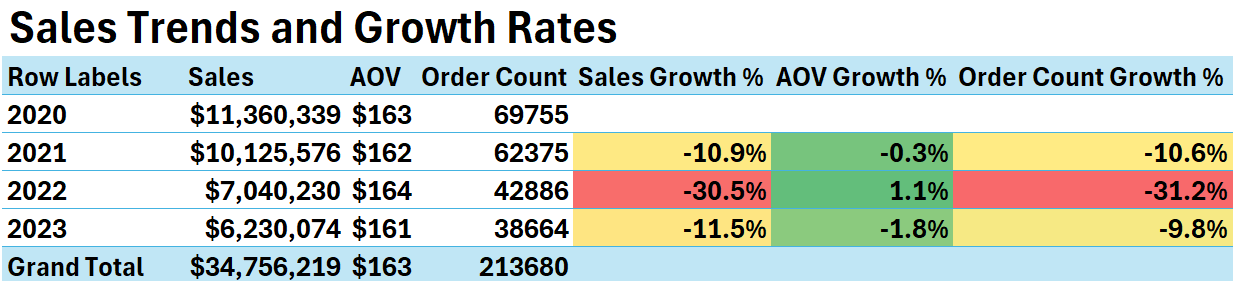 Sales Trends and Growth Rates
Row Labels Sales AOV Order Count Sales Growth % AOV Growth % Order Count Growth %
2020 $11,360,339 $163 69755
2021 $10,125,576 $162 62375 -10.9% -0.3% -10.6%
2022 $7,040,230 $164 42886 -30.5% 1.1% -31.2%
2023 $6,230,074 $161 38664 -11.5% -1.8% -9.8%
Grand Total $34,756,219 $163 213680